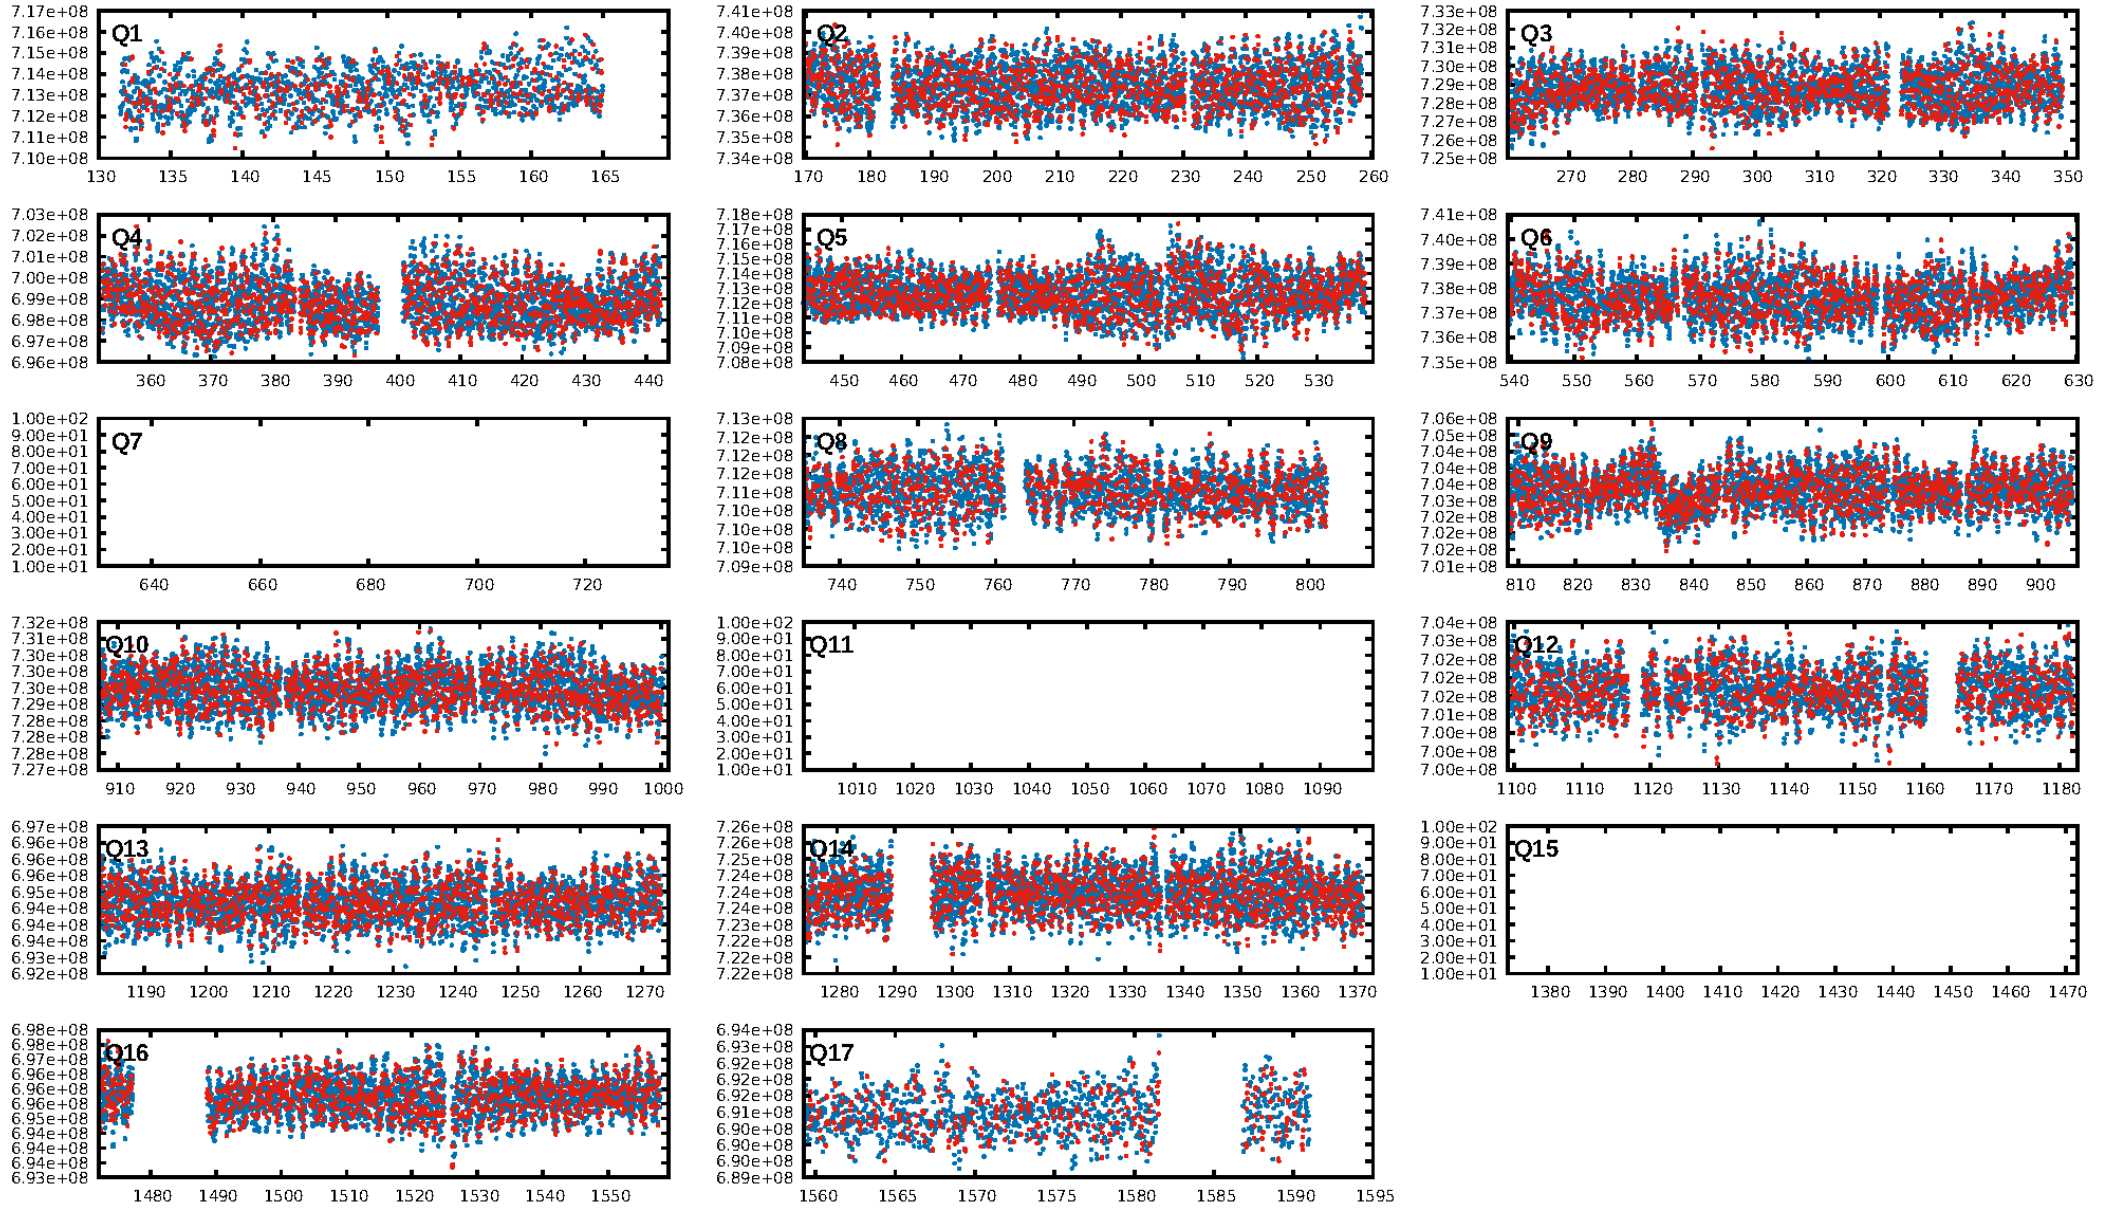 7.17e+08
7.16e+08
7.15e+08
7.14e+08
7.13e+08
7.12e+08
7.11e+08
7.10e+08
Q1
130 135 140 145 150 155 160 165
7.41e+08
7.40e+08
7.39e+08
7.38e+08
7.37e+08
7.36e+08
7.35e+08
7.34e+08
Q2
170 180 190 200 210 220 230 240 250 260
7.33e+08
7.32e+08
7.31e+08
7.30e+08
7.29e+08
7.28e+08
7.27e+08
7.26e+08
7.25e+08
Q3
270 280 290 300 310 320 330 340 350
7.03e+08
7.02e+08
7.01e+08
7.00e+08
6.99e+08
6.98e+08
6.97e+08
6.96e+08
Q4
360 370 380 390 400 410 420 430 440
7.18e+08
7.17e+08
7.16e+08
7.15e+08
7.14e+08
7.13e+08
7.12e+08
7.11e+08
7.10e+08
7.09e+08
7.08e+08
Q5
450 460 470 480 490 500 510 520 530
7.41e+08
7.40e+08
7.39e+08
7.38e+08
7.37e+08
7.36e+08
7.35e+08
Q6
540 550 560 570 580 590 600 610 620 630
1.00e+02
9.00e+01
8.00e+01
7.00e+01
6.00e+01
5.00e+01
4.00e+01
3.00e+01
2.00e+01
1.00e+01
Q7
640 660 680 700 720
7.13e+08
7.12e+08
7.12e+08
7.11e+08
7.11e+08
7.10e+08
7.10e+08
7.10e+08
7.09e+08
Q8
740 750 760 770 780 790 800
7.06e+08
7.05e+08
7.04e+08
7.04e+08
7.04e+08
7.03e+08
7.02e+08
7.02e+08
7.02e+08
7.01e+08
Q9
810 820 830 840 850 860 870 880 890 900
7.32e+08
7.31e+08
7.30e+08
7.30e+08
7.30e+08
7.29e+08
7.28e+08
7.28e+08
7.28e+08
7.27e+08
Q10
910 920 930 940 950 960 970 980 990 1000
1.00e+02
9.00e+01
8.00e+01
7.00e+01
6.00e+01
5.00e+01
4.00e+01
3.00e+01
2.00e+01
1.00e+01
Q11
1010 1020 1030 1040 1050 1060 1070 1080 1090
7.04e+08
7.03e+08
7.02e+08
7.02e+08
7.02e+08
7.01e+08
7.00e+08
7.00e+08
7.00e+08
Q12
1100 1110 1120 1130 1140 1150 1160 1170 1180
6.97e+08
6.96e+08
6.96e+08
6.96e+08
6.95e+08
6.94e+08
6.94e+08
6.94e+08
6.93e+08
6.92e+08
Q13
1190 1200 1210 1220 1230 1240 1250 1260 1270
7.26e+08
7.26e+08
7.25e+08
7.24e+08
7.24e+08
7.24e+08
7.23e+08
7.22e+08
7.22e+08
Q14
1280 1290 1300 1310 1320 1330 1340 1350 1360 1370
1.00e+02
9.00e+01
8.00e+01
7.00e+01
6.00e+01
5.00e+01
4.00e+01
3.00e+01
2.00e+01
1.00e+01
Q15
1380 1390 1400 1410 1420 1430 1440 1450 1460 1470
6.98e+08
6.98e+08
6.97e+08
6.96e+08
6.96e+08
6.96e+08
6.95e+08
6.94e+08
6.94e+08
6.94e+08
6.93e+08
Q16
1480 1490 1500 1510 1520 1530 1540 1550
6.94e+08
6.93e+08
6.92e+08
6.92e+08
6.92e+08
6.91e+08
6.90e+08
6.90e+08
6.90e+08
6.89e+08
Q17
1560 1565 1570 1575 1580 1585 1590 1595